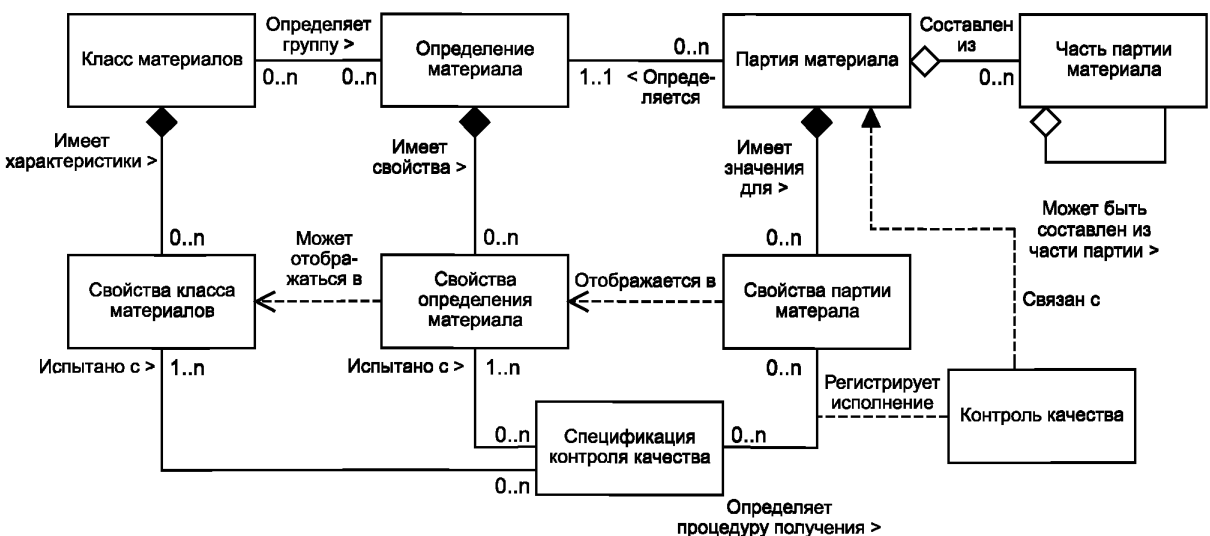 Класс материалов
Определяет
группу >
0..n
0..n
Определение
материала
0..n
1..1
< Опреде-
ляется
Партия материала
Составлен
из
0..n
Часть партии
материала
Имеет
характеристики >
Имеет
свойства >
Имеет
значения
для >
0..n
0..n
0..n
Может быть
составлен из
части партии >
Может
отобра-
жаться в
Отображается в
Свойства класса
материалов
Свойства
определения
материала
Свойства партии
матерала
Связан с
Испытано с >
1..n
Испытано с >
1..n
0..n
Регистрирует
исполнение
Контроль качества
0..n
Спецификация
контроля качества
0..n
0..n
Определяет
процедуру получения >